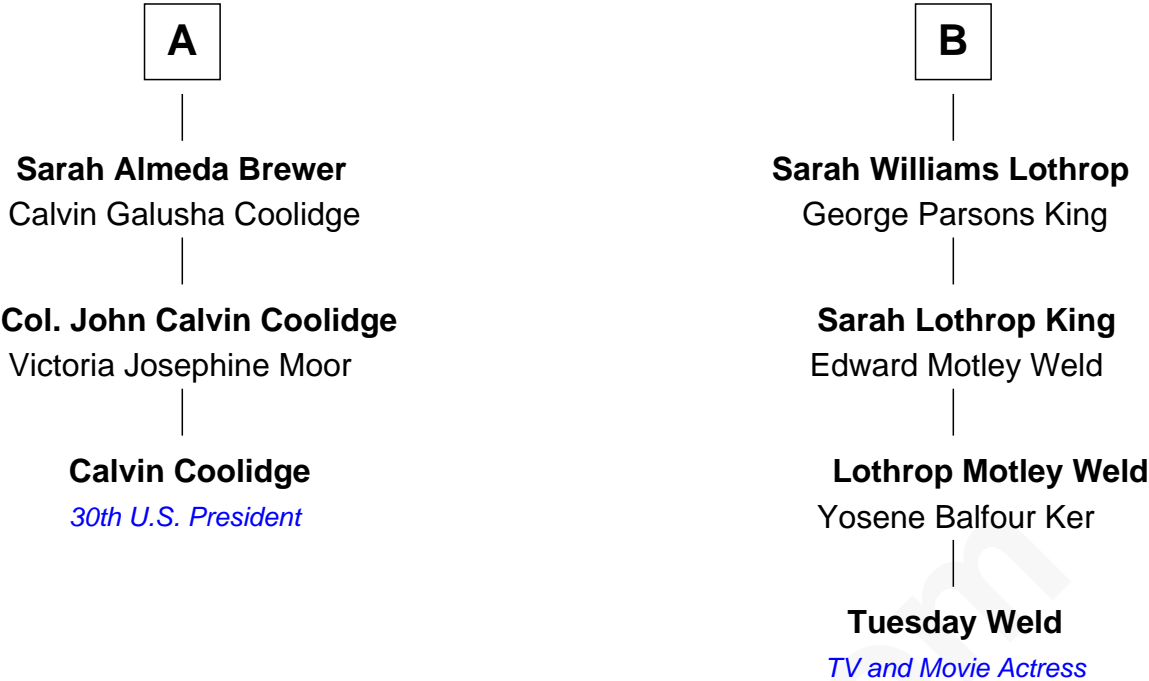 A
Sarah Almeda Brewer
Calvin Galusha Coolidge
Col. John Calvin Coolidge
Victoria Josephine Moor
Calvin Coolidge
30th U.S. President
B
Sarah Williams Lothrop
George Parsons King
Sarah Lothrop King
Edward Motley Weld
Lothrop Motley Weld
Yosene Balfour Ker
Tuesday Weld
TV and Movie Actress